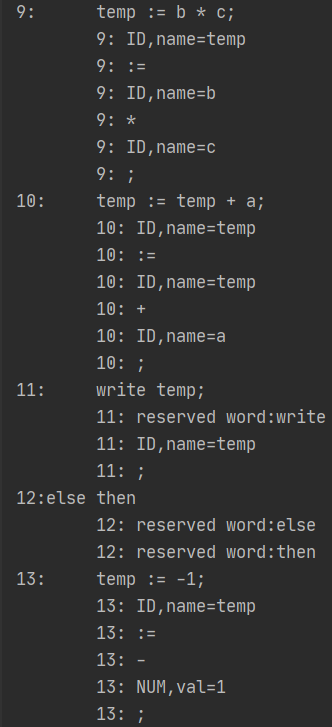 9:      temp := b * c;
        9: ID,name=temp
        9: :=
        9: ID,name=b
        9: *
        9: ID,name=c
        9: ;
10:     temp := temp + a;
        10: ID,name=temp
        10: :=
        10: ID,name=temp
        10: +
        10: ID,name=a
        10: ;
11:     write temp;
        11: reserved word:write
        11: ID,name=temp
        11: ;
12:else then
        12: reserved word:else
        12: reserved word:then
13:     temp := -1;
        13: ID,name=temp
        13: :=
        13: -
        13: NUM,val=1
        13: ;